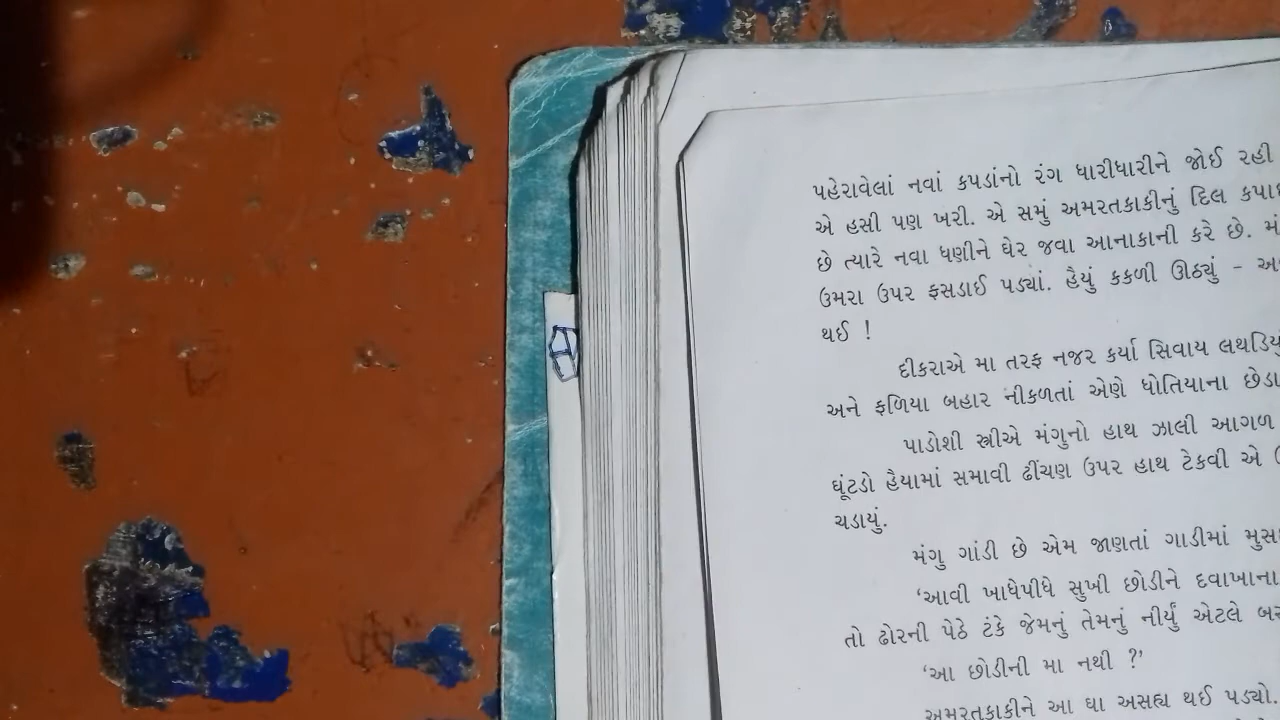 પહેરાવેલાં નવાં કપડાંનો રંગ ધારીધારીને જોઈ રહી
એ હસી પણ ખરી. એ સમું અમરતકાકીનું દિલ
છે ત્યારે નવા ધણીને ઘેર જવા આનાકાની કરે છે.
ઉમરા ઉપર ફસડાઈ પડ્યાં. હૈયું કકળી ઊઠ્યું -
થઈ !
દીકરાએ મા તરફ નજર કર્યા સિવાય
અને ફળિયા બહાર નીકળતાં એણે ધોતિયાના
પાડોશી સ્ત્રીએ મંગુનો હાથ ઝાલી આગળ
ઘૂંટડો હૈયામાં સમાવી ઢીંચણ ઉપર હાથ ટેકવી એ
ચડાયું.
મંગુ ગાંડી છે એમ જાણતાં ગાડીમાં
‘આવી ખાધેપીધે સુખી છોડીને
તો ઢોરની પેઠે ટંકે જેમનું તેમનું નીર્યું એટલે
‘આ છોડીની મા નથી ?’
અમરતકાકીને આ ઘા અસહ્ય થઈ પડ્યો.